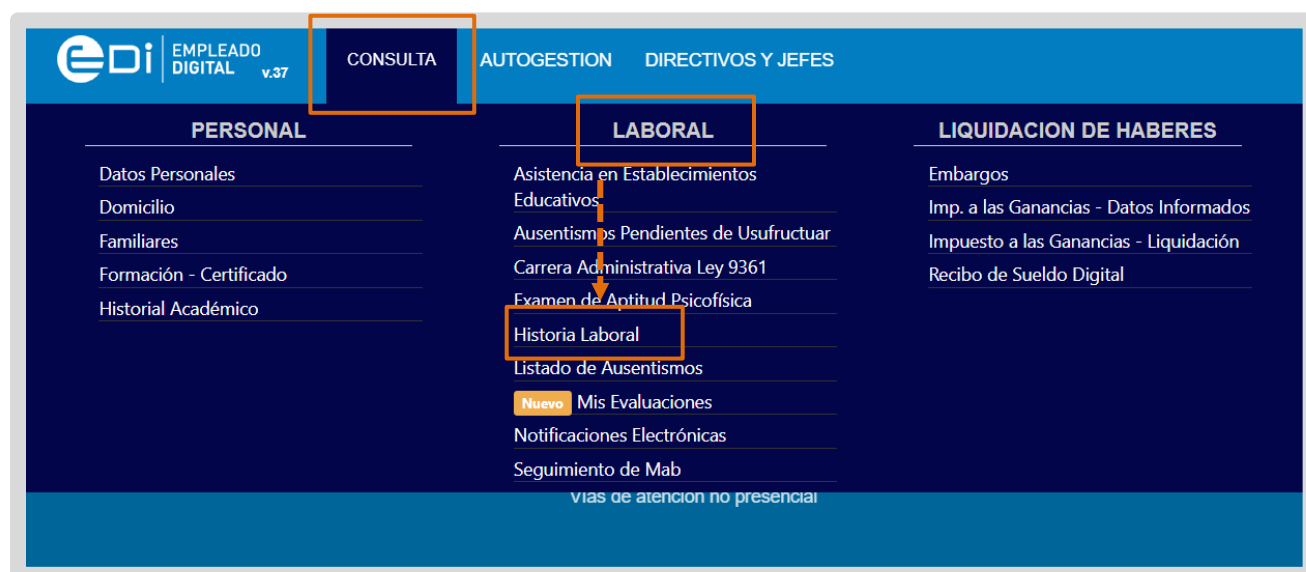 eDi EMPLEADO
DIGITAL v.37
CONSULTA
AUTOGESTION
DIRECTIVOS Y JEFES
PERSONAL
Datos Personales
Domicilio
Familiares
Formación - Certificado
Historial Académico
LABORAL
Asistencia en Establecimientos
Educativos
Ausentismos Pendientes de Usufructuar
Carrera Administrativa Ley 9361
Examen de Aptitud Psicofísica
Historia Laboral
Listado de Ausentismos
Nuevo Mis Evaluaciones
Notificaciones Electrónicas
Seguimiento de Mab
LIQUIDACION DE HABERES
Embargos
Imp. a las Ganancias - Datos Informados
Impuesto a las Ganancias - Liquidación
Recibo de Sueldo Digital
Vías de atención no presencial